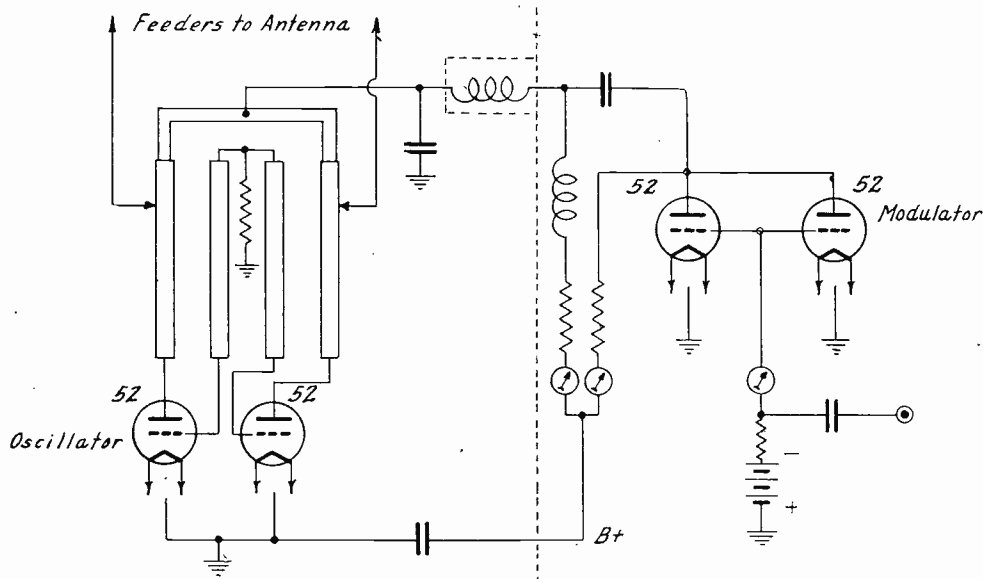 Feeders to Antenna
52
52
Modulator
52
52
Oscillator
−
+
B+